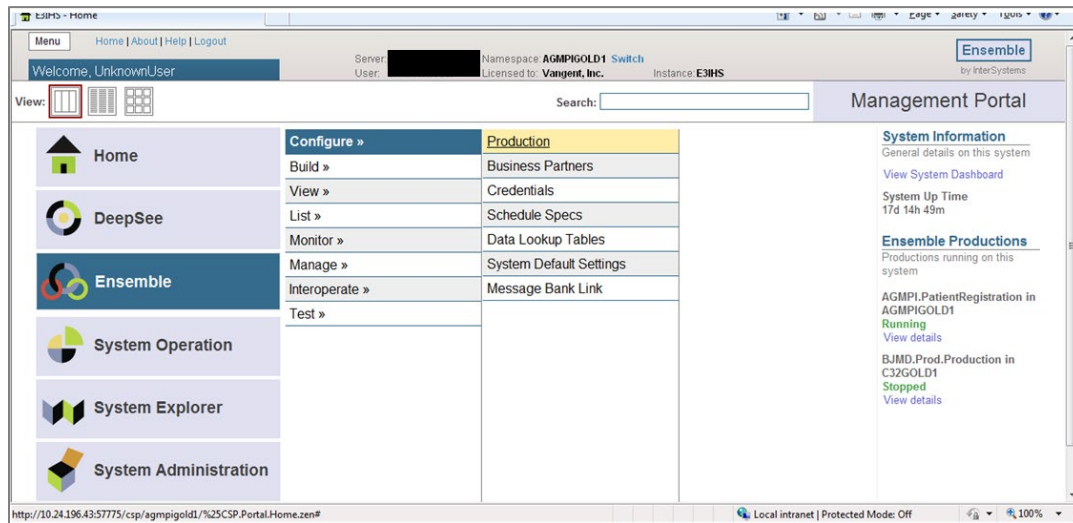 E3IHS - Home
Page Safety Tools
Menu Home | About | Help | Logout
Server: Namespace: AGMPIGOLD1 Switch
User: Licensed to: Vangent, Inc. Instance: E3IHS
Ensemble
by InterSystems
Welcome, UnknownUser
View: Search: Management Portal
Home
DeepSee
Ensemble
System Operation
System Explorer
System Administration
Configure »
Build »
View »
List »
Monitor »
Manage »
Interoperate »
Test »
Production
Business Partners
Credentials
Schedule Specs
Data Lookup Tables
System Default Settings
Message Bank Link
System Information
General details on this system
View System Dashboard
System Up Time
17d 14h 49m
Ensemble Productions
Productions running on this
system
AGMPI.PatientRegistration in
AGMPIGOLD1
Running
View details
BJMD.Prod.Production in
C32GOLD1
Stopped
View details
http://10.24.196.43:57775/csp/agmpigold1/%25CSP.Portal.Home.zen#
Local intranet | Protected Mode: Off 100%